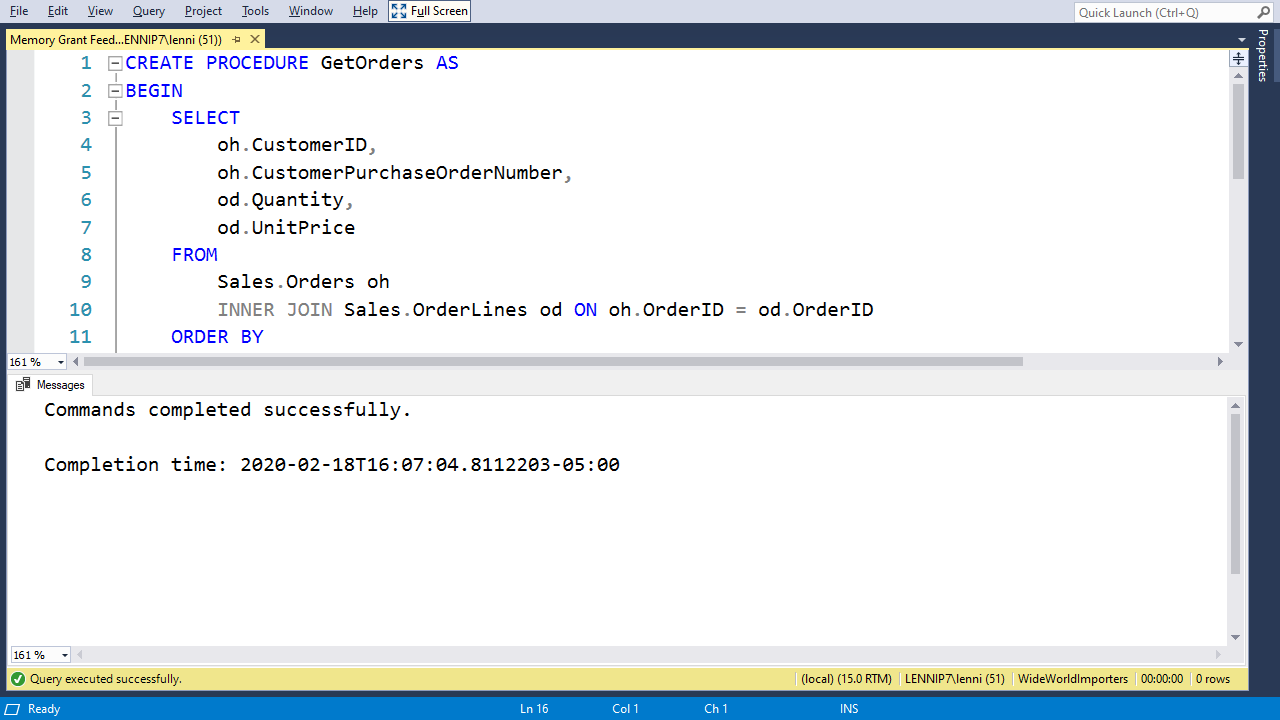 File Edit View Query Project Tools Window Help Full Screen
Quick Launch (Ctrl+Q)
Memory Grant Feed...ENNIP7\lenni (51))
Properties
1 CREATE PROCEDURE GetOrders AS
2 BEGIN
3 SELECT
4 oh.CustomerID,
5 oh.CustomerPurchaseOrderNumber,
6 od.Quantity,
7 od.UnitPrice
8 FROM
9 Sales.Orders oh
10 INNER JOIN Sales.OrderLines od ON oh.OrderID = od.OrderID
11 ORDER BY
161 %
Messages
Commands completed successfully.
Completion time: 2020-02-18T16:07:04.8112203-05:00
161 %
Query executed successfully. (local) (15.0 RTM) LENNIP7\lenni (51) WideWorldImporters 00:00:00 0 rows
Ready Ln 16 Col 1 Ch 1 INS